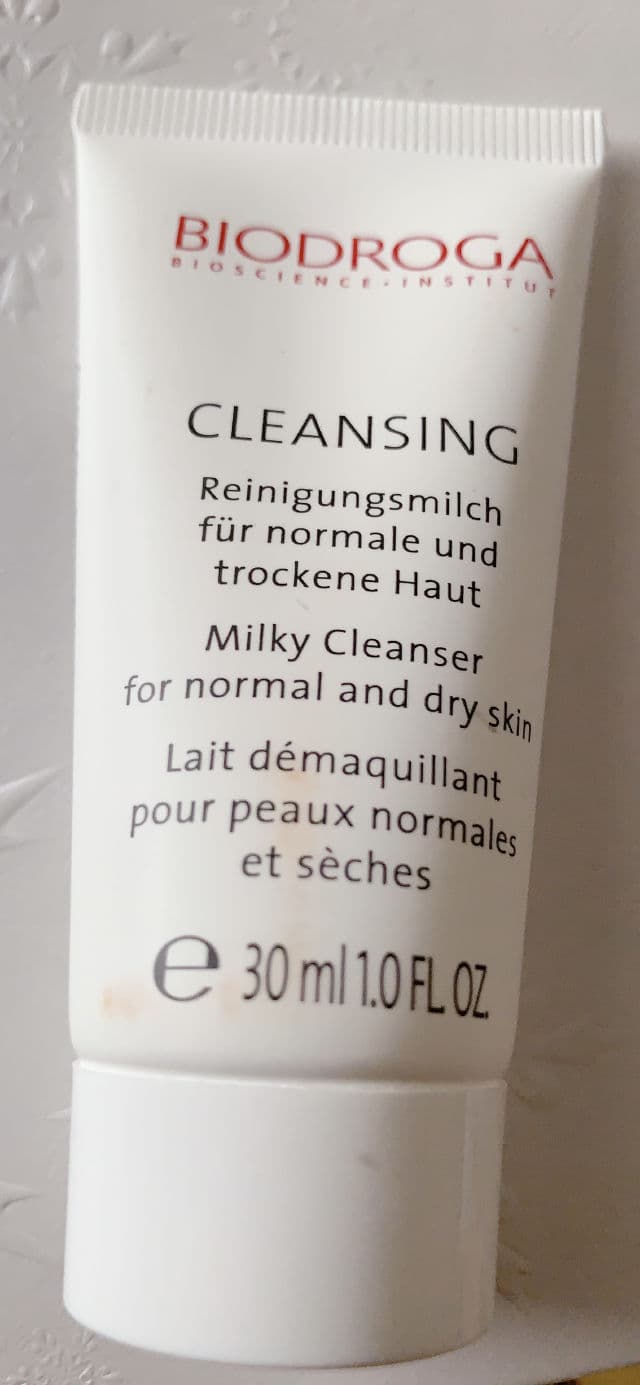 BIODROGA
BIOSCIENCE·INSTITUT
CLEANSING
Reinigungsmilch
für normale und
trockene Haut
Milky Cleanser
for normal and dry skin
Lait démaquillant
pour peaux normales
et sèches
℮ 30 ml 1.0 FL OZ.